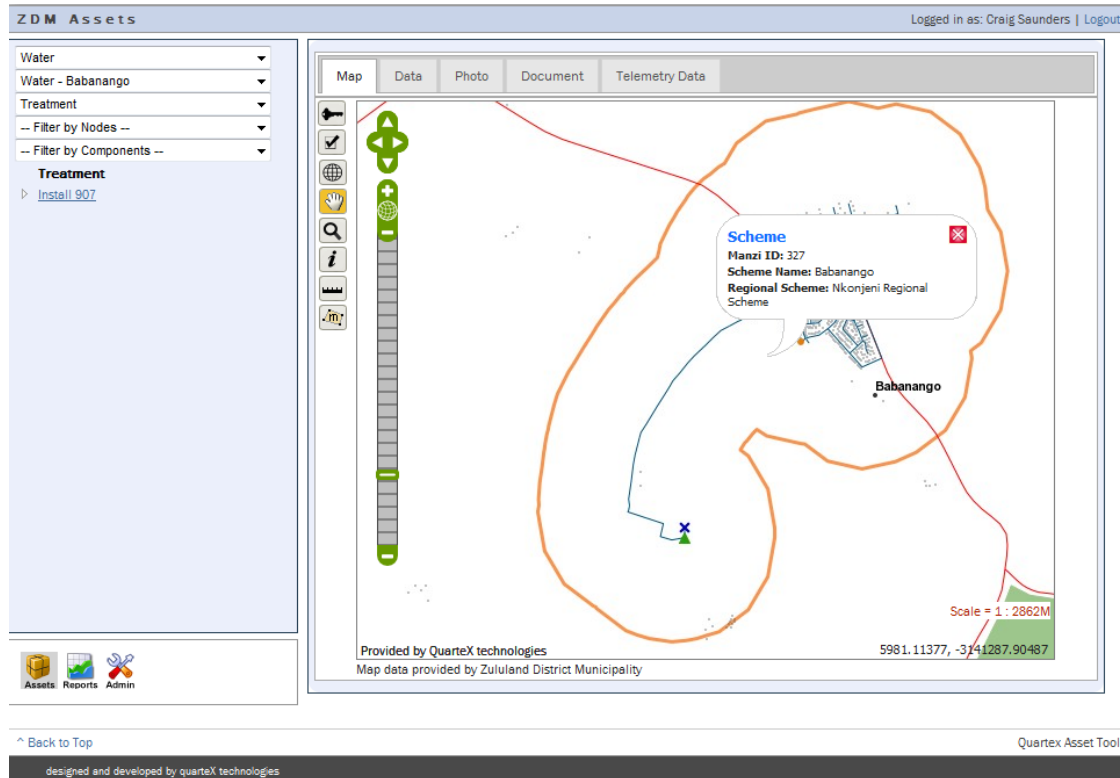 ZDM Assets
Logged in as: Craig Saunders | Logout
Water
Water - Babanango
Treatment
-- Filter by Nodes --
-- Filter by Components --
Treatment
Install 907
Map Data Photo Document Telemetry Data
Scheme
Manzi ID: 327
Scheme Name: Babanango
Regional Scheme: Nkonjeni Regional
Scheme
Babanango
Scale = 1 : 2862M
Provided by QuarteX technologies
5981.11377, -3141287.90487
Map data provided by Zululand District Municipality
Assets Reports Admin
^ Back to Top
Quartex Asset Tool
designed and developed by quarteX technologies